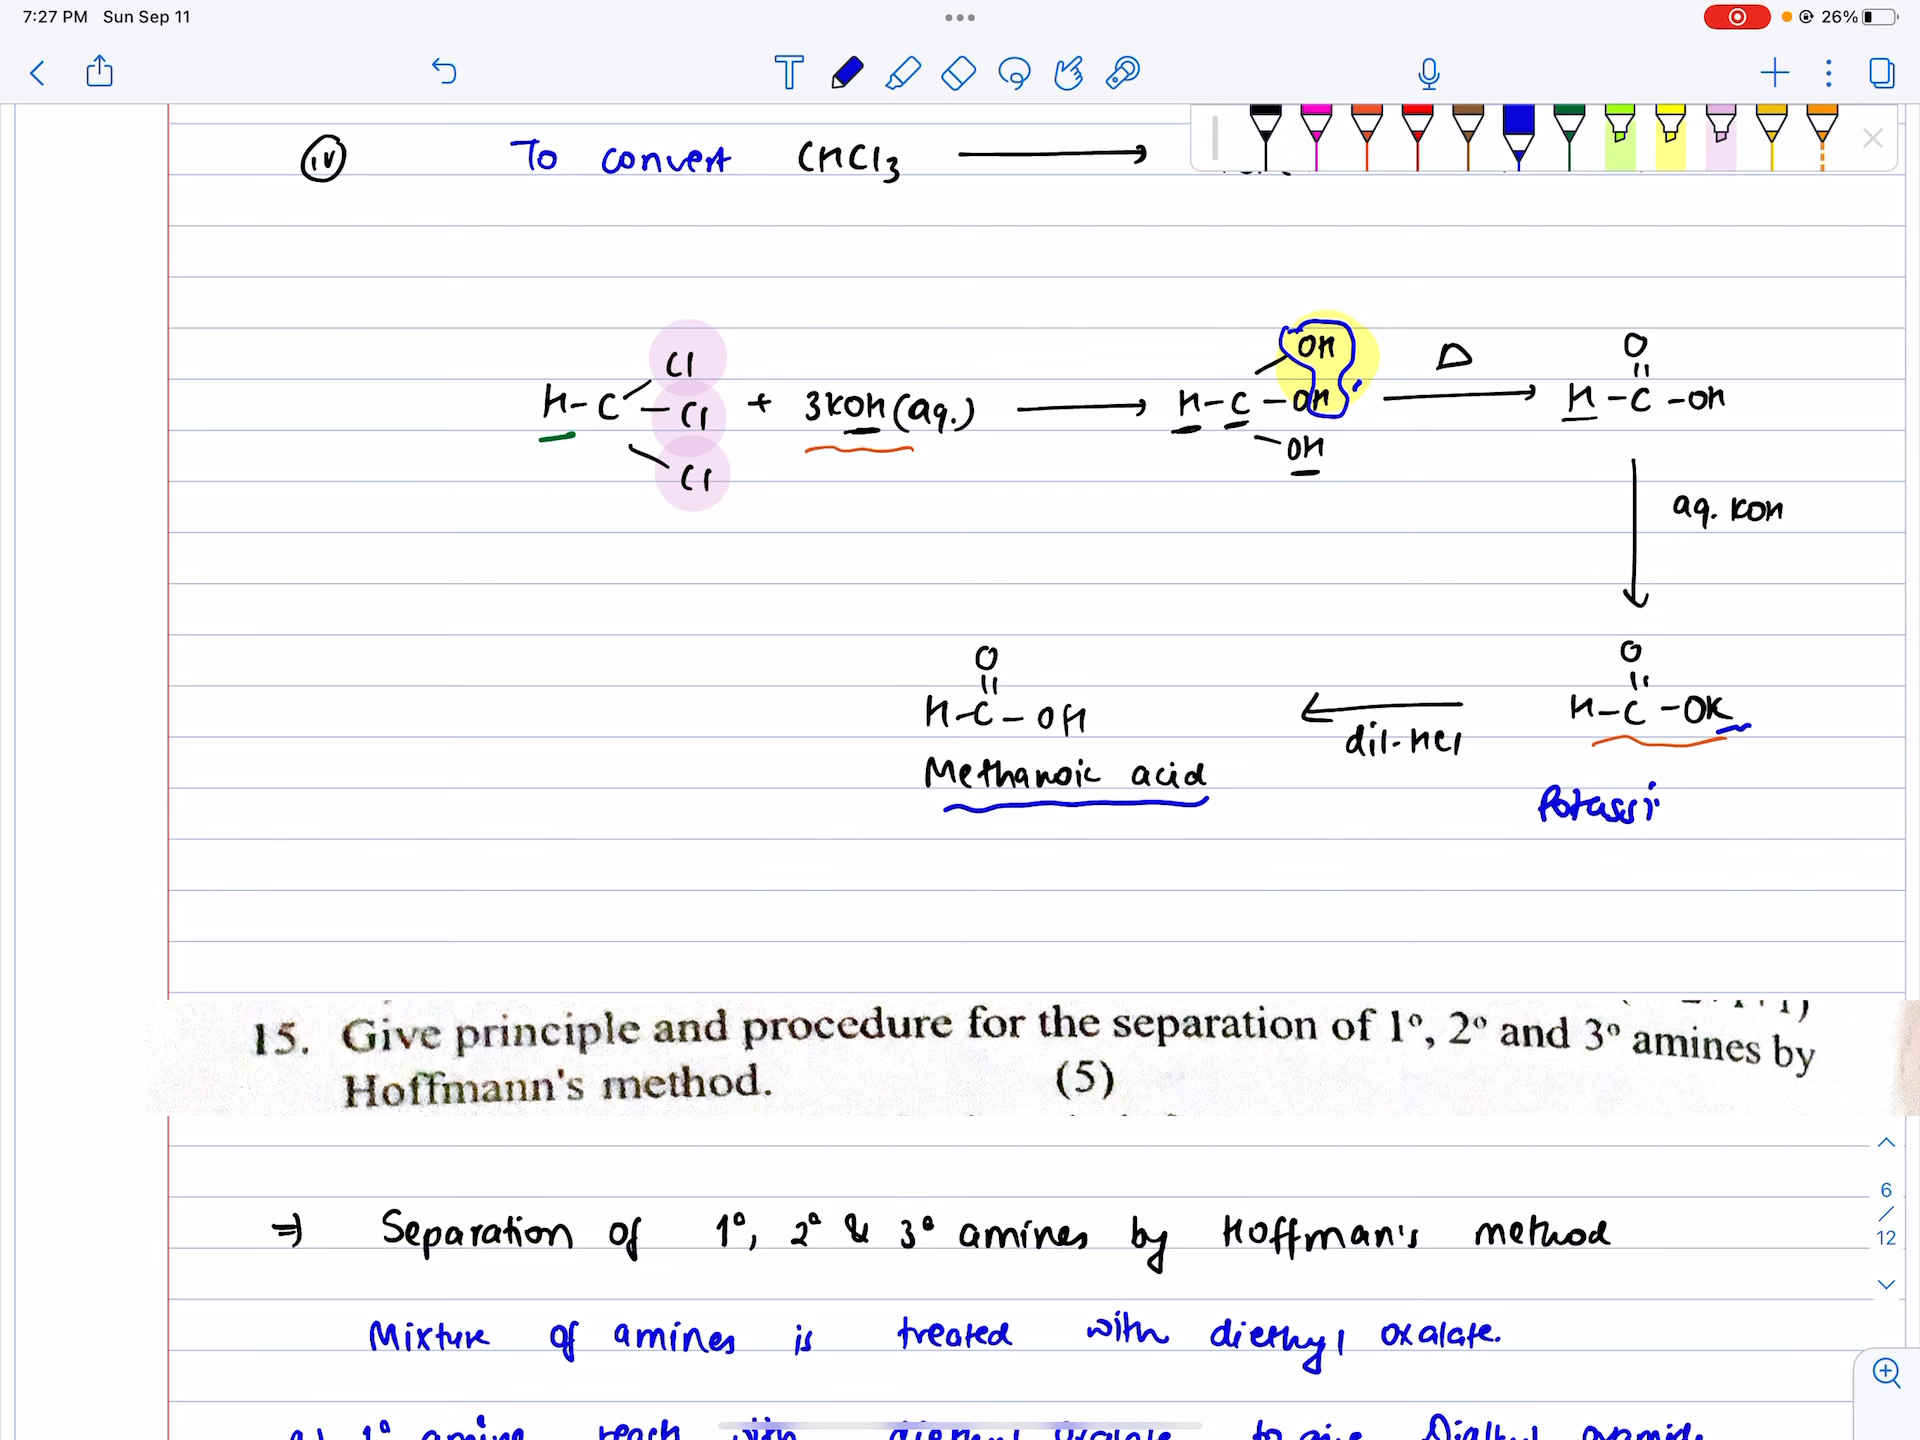 7:27 PM Sun Sep 11
26%
(iv) To convert CHCl3 ⟶
Cl
H-C-Cl + 3KOH (aq.) ⟶ H-C-OH Δ ⟶ H-C-OH
Cl
OH
OH
O
aq. KOH
O
H-C-OK
dil. HCl
O
H-C-OH
Methanoic acid
Potassi
15. Give principle and procedure for the separation of 1°, 2° and 3° amines by
Hoffmann's method. (5)
⇒ Separation of 1°, 2° & 3° amines by Hoffman's method
Mixture of amines is treated with diethyl oxalate.
6
/
12
a) 1° amine